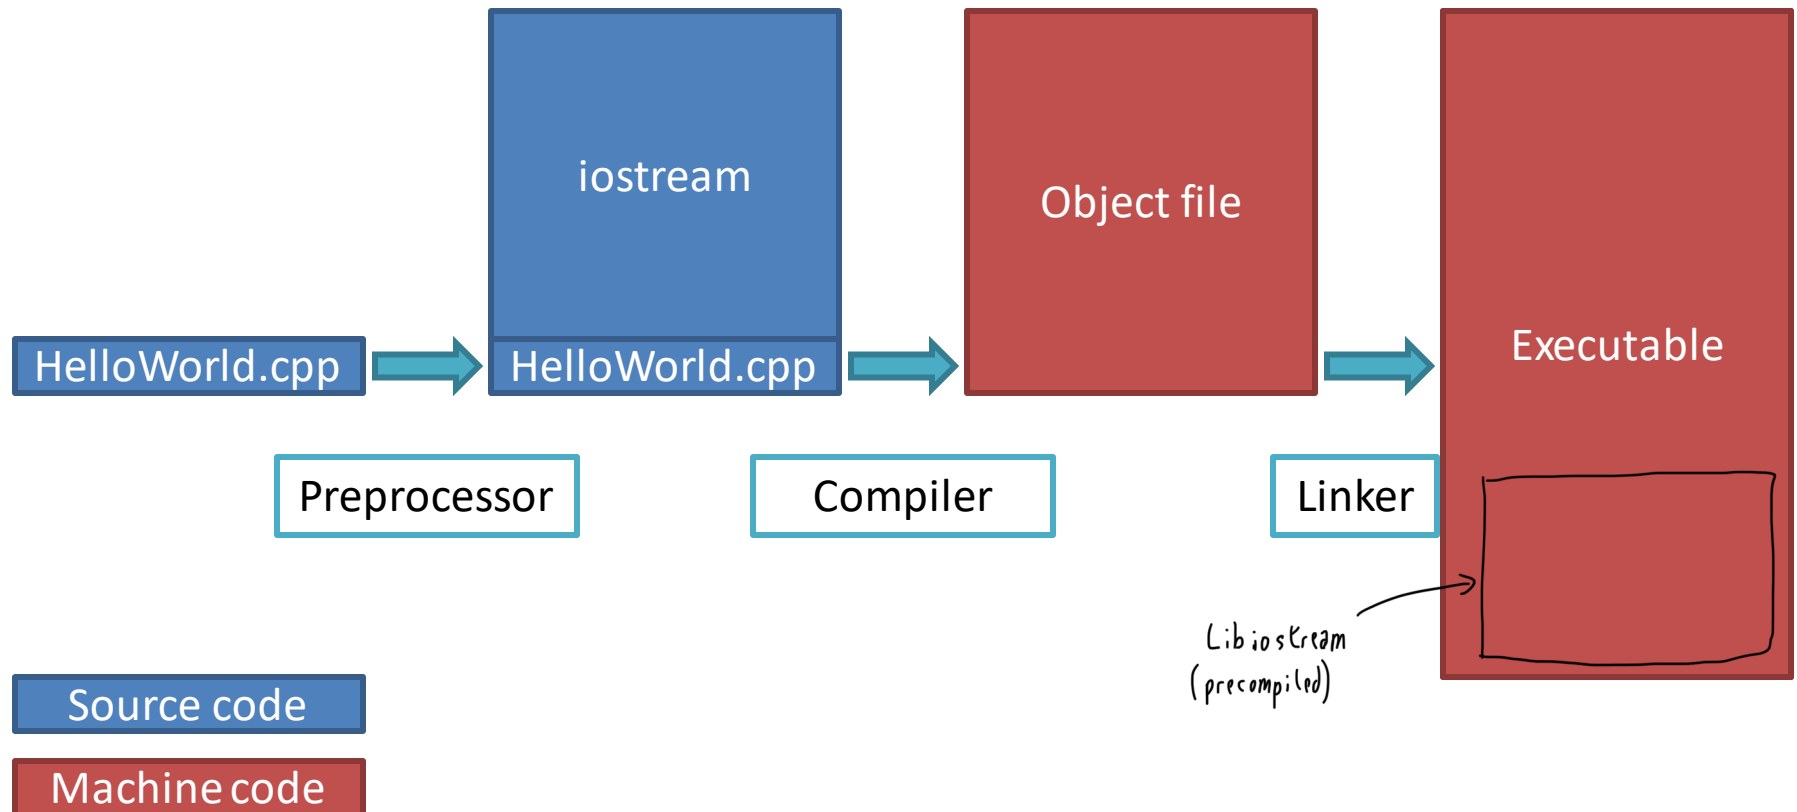 iostream
Object file
Executable
HelloWorld.cpp
HelloWorld.cpp
Preprocessor
Compiler
Linker
Libiostream
(precompiled)
Source code
Machine code